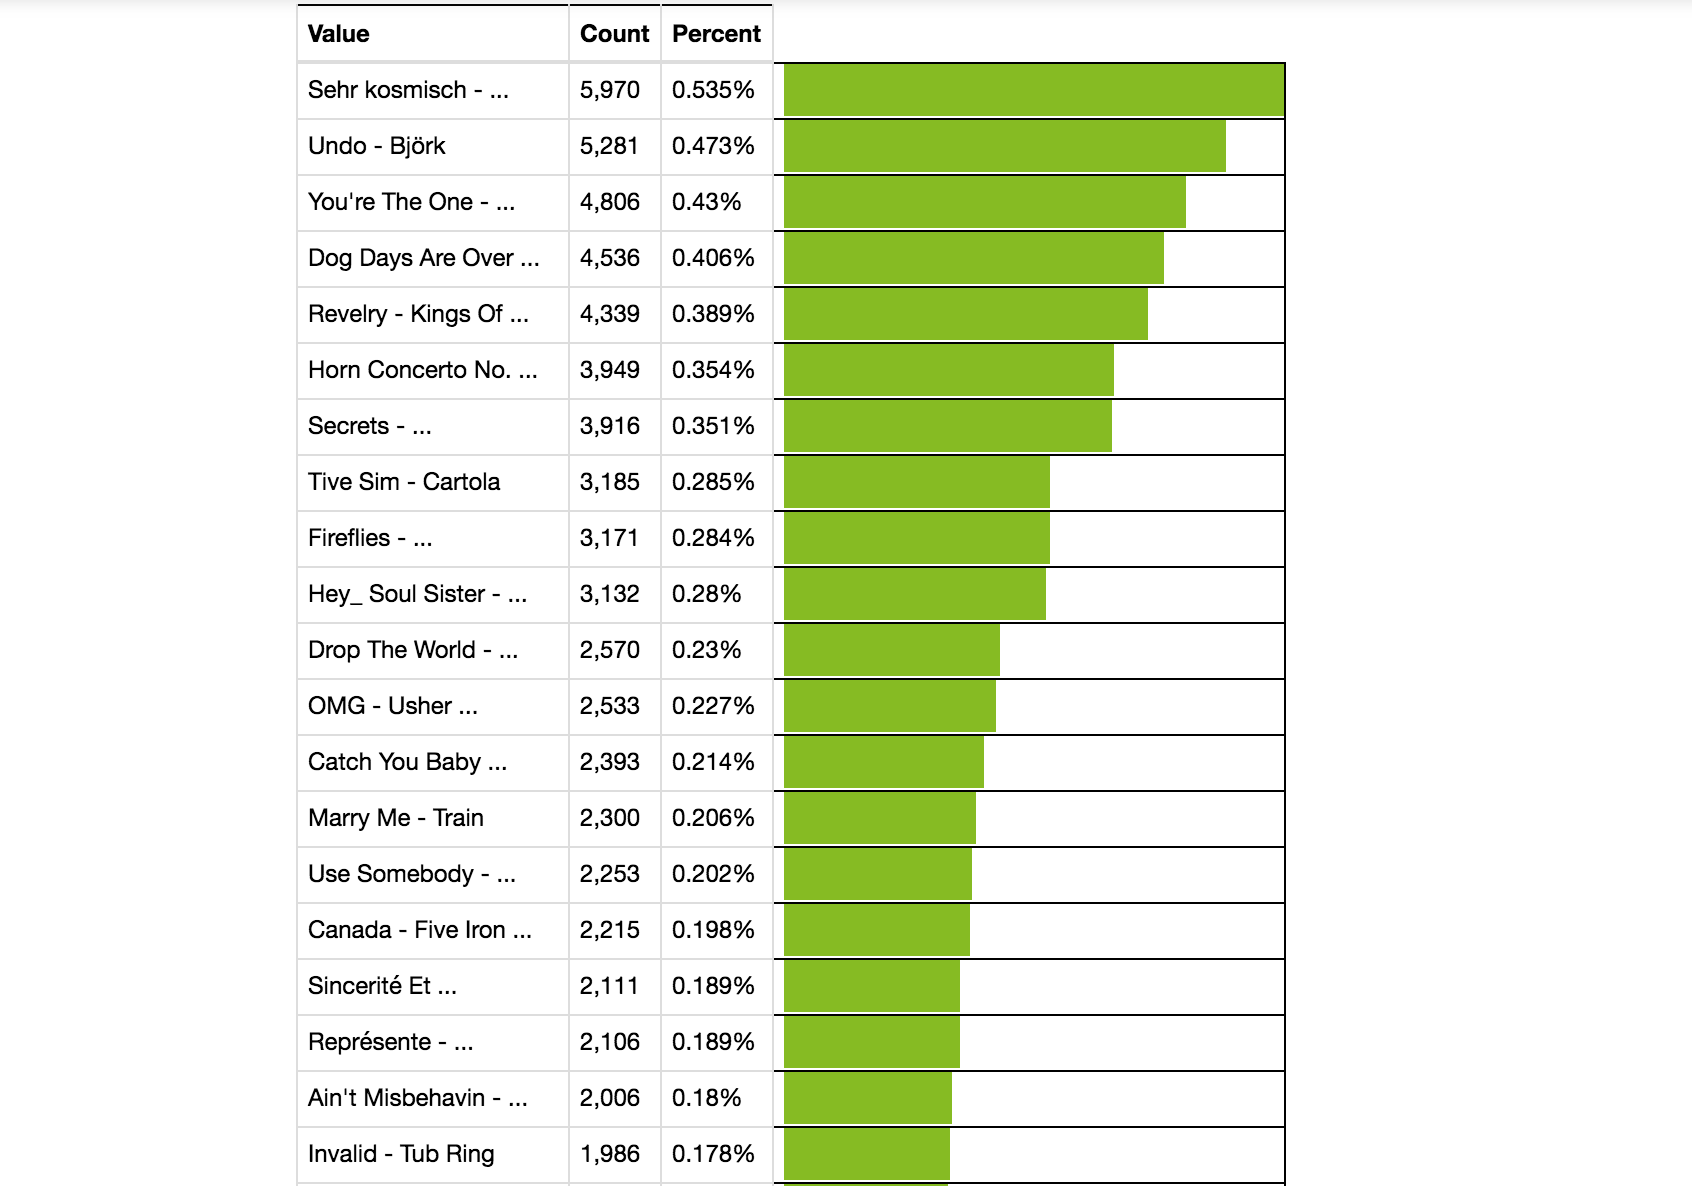 Value Count Percent
Sehr kosmisch - ... 5,970 0.535%
Undo - Björk 5,281 0.473%
You're The One - ... 4,806 0.43%
Dog Days Are Over ... 4,536 0.406%
Revelry - Kings Of ... 4,339 0.389%
Horn Concerto No. ... 3,949 0.354%
Secrets - ... 3,916 0.351%
Tive Sim - Cartola 3,185 0.285%
Fireflies - ... 3,171 0.284%
Hey_ Soul Sister - ... 3,132 0.28%
Drop The World - ... 2,570 0.23%
OMG - Usher ... 2,533 0.227%
Catch You Baby ... 2,393 0.214%
Marry Me - Train 2,300 0.206%
Use Somebody - ... 2,253 0.202%
Canada - Five Iron ... 2,215 0.198%
Sincerité Et ... 2,111 0.189%
Représente - ... 2,106 0.189%
Ain't Misbehavin - ... 2,006 0.18%
Invalid - Tub Ring 1,986 0.178%